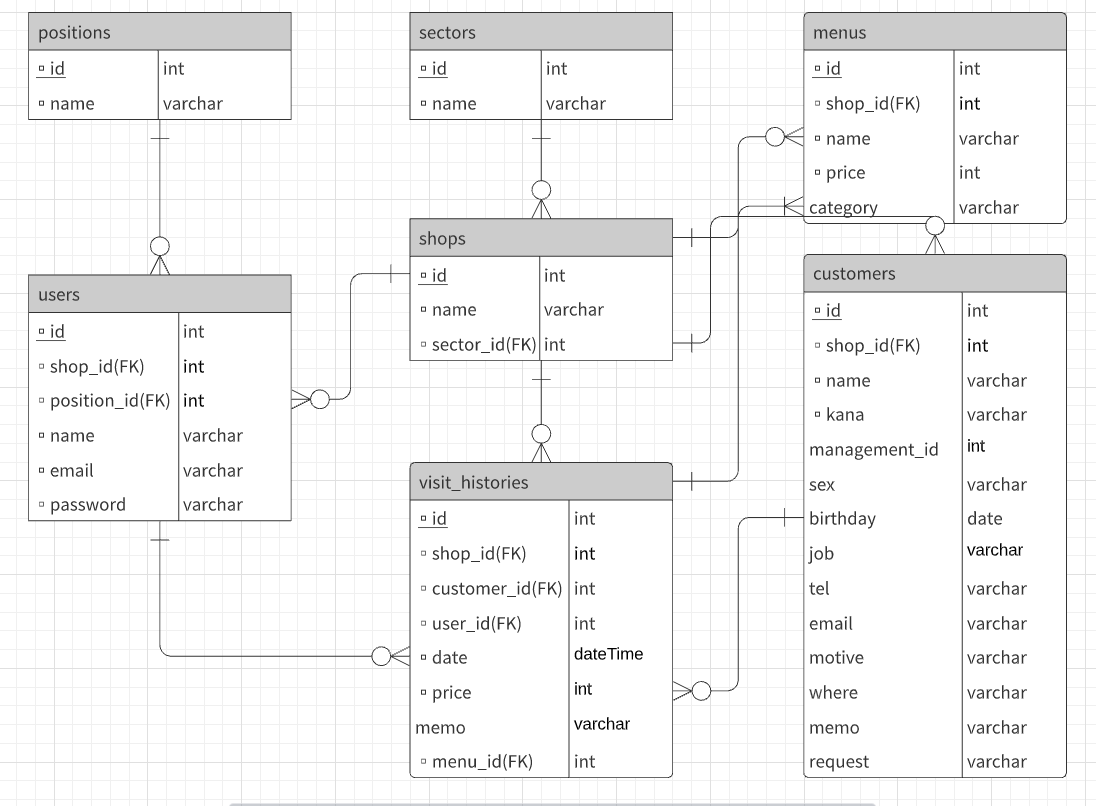 positions
id int
name varchar
sectors
id int
name varchar
menus
id int
shop_id(FK) int
name varchar
price int
category varchar
users
id int
shop_id(FK) int
position_id(FK) int
name varchar
email varchar
password varchar
shops
id int
name varchar
sector_id(FK) int
visit_histories
id int
shop_id(FK) int
customer_id(FK) int
user_id(FK) int
date dateTime
price int
memo varchar
menu_id(FK) int
customers
id int
shop_id(FK) int
name varchar
kana varchar
management_id int
sex varchar
birthday date
job varchar
tel varchar
email varchar
motive varchar
where varchar
memo varchar
request varchar